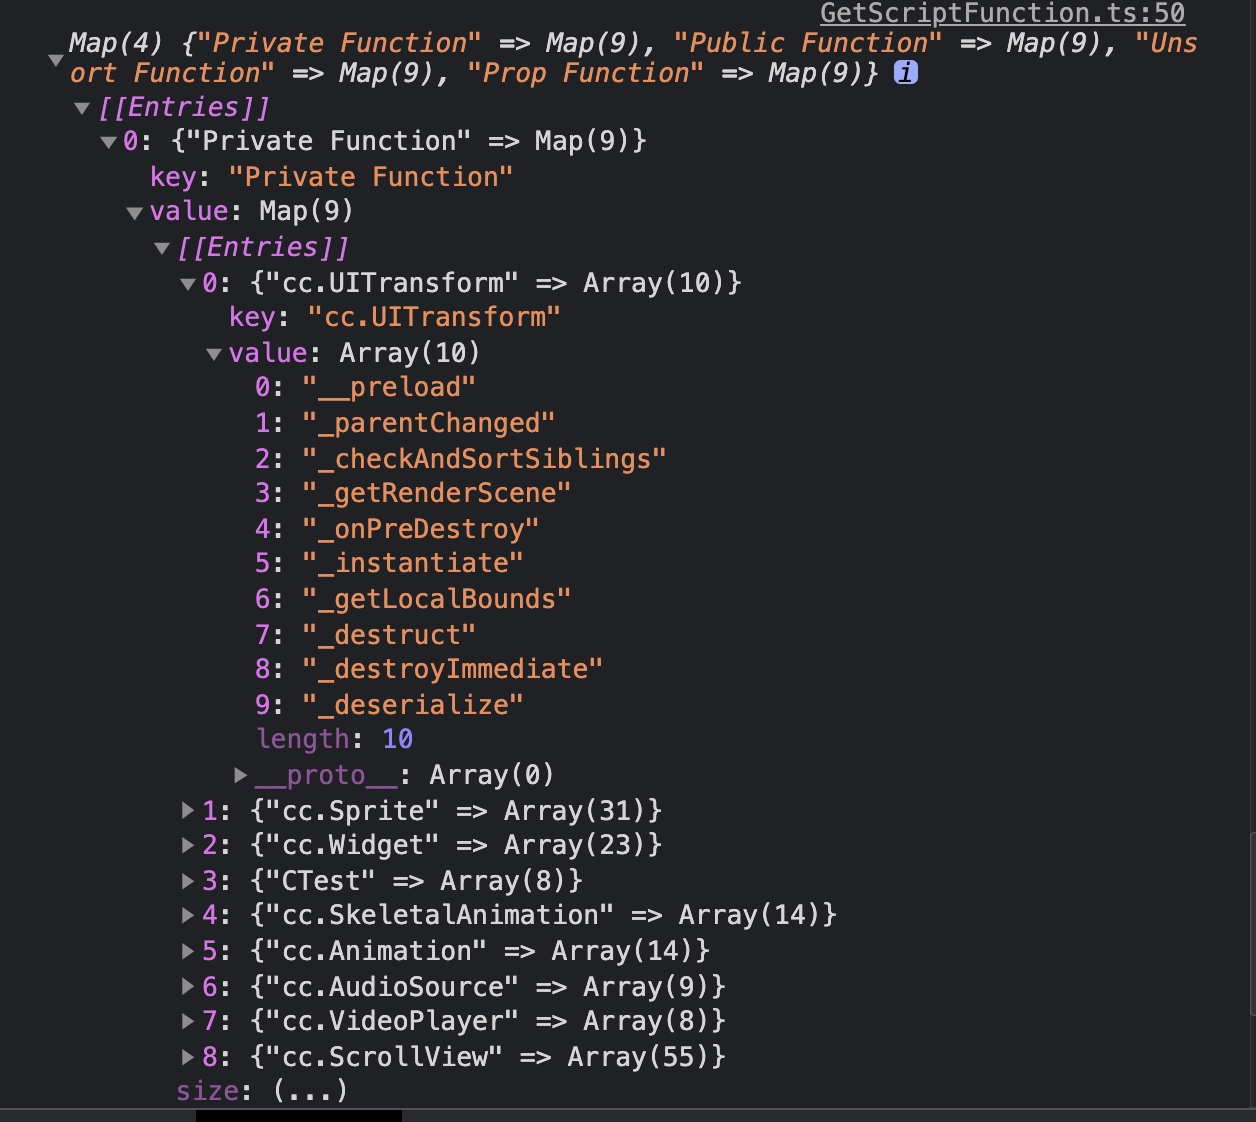 GetScriptFunction.ts:50
Map(4) {"Private Function" => Map(9), "Public Function" => Map(9), "Uns
ort Function" => Map(9), "Prop Function" => Map(9)} i
[[Entries]]
0: {"Private Function" => Map(9)}
key: "Private Function"
value: Map(9)
[[Entries]]
0: {"cc.UITransform" => Array(10)}
key: "cc.UITransform"
value: Array(10)
0: "__preload"
1: "_parentChanged"
2: "_checkAndSortSiblings"
3: "_getRenderScene"
4: "_onPreDestroy"
5: "_instantiate"
6: "_getLocalBounds"
7: "_destruct"
8: "_destroyImmediate"
9: "_deserialize"
length: 10
__proto__: Array(0)
1: {"cc.Sprite" => Array(31)}
2: {"cc.Widget" => Array(23)}
3: {"CTest" => Array(8)}
4: {"cc.SkeletalAnimation" => Array(14)}
5: {"cc.Animation" => Array(14)}
6: {"cc.AudioSource" => Array(9)}
7: {"cc.VideoPlayer" => Array(8)}
8: {"cc.ScrollView" => Array(55)}
size: (...)